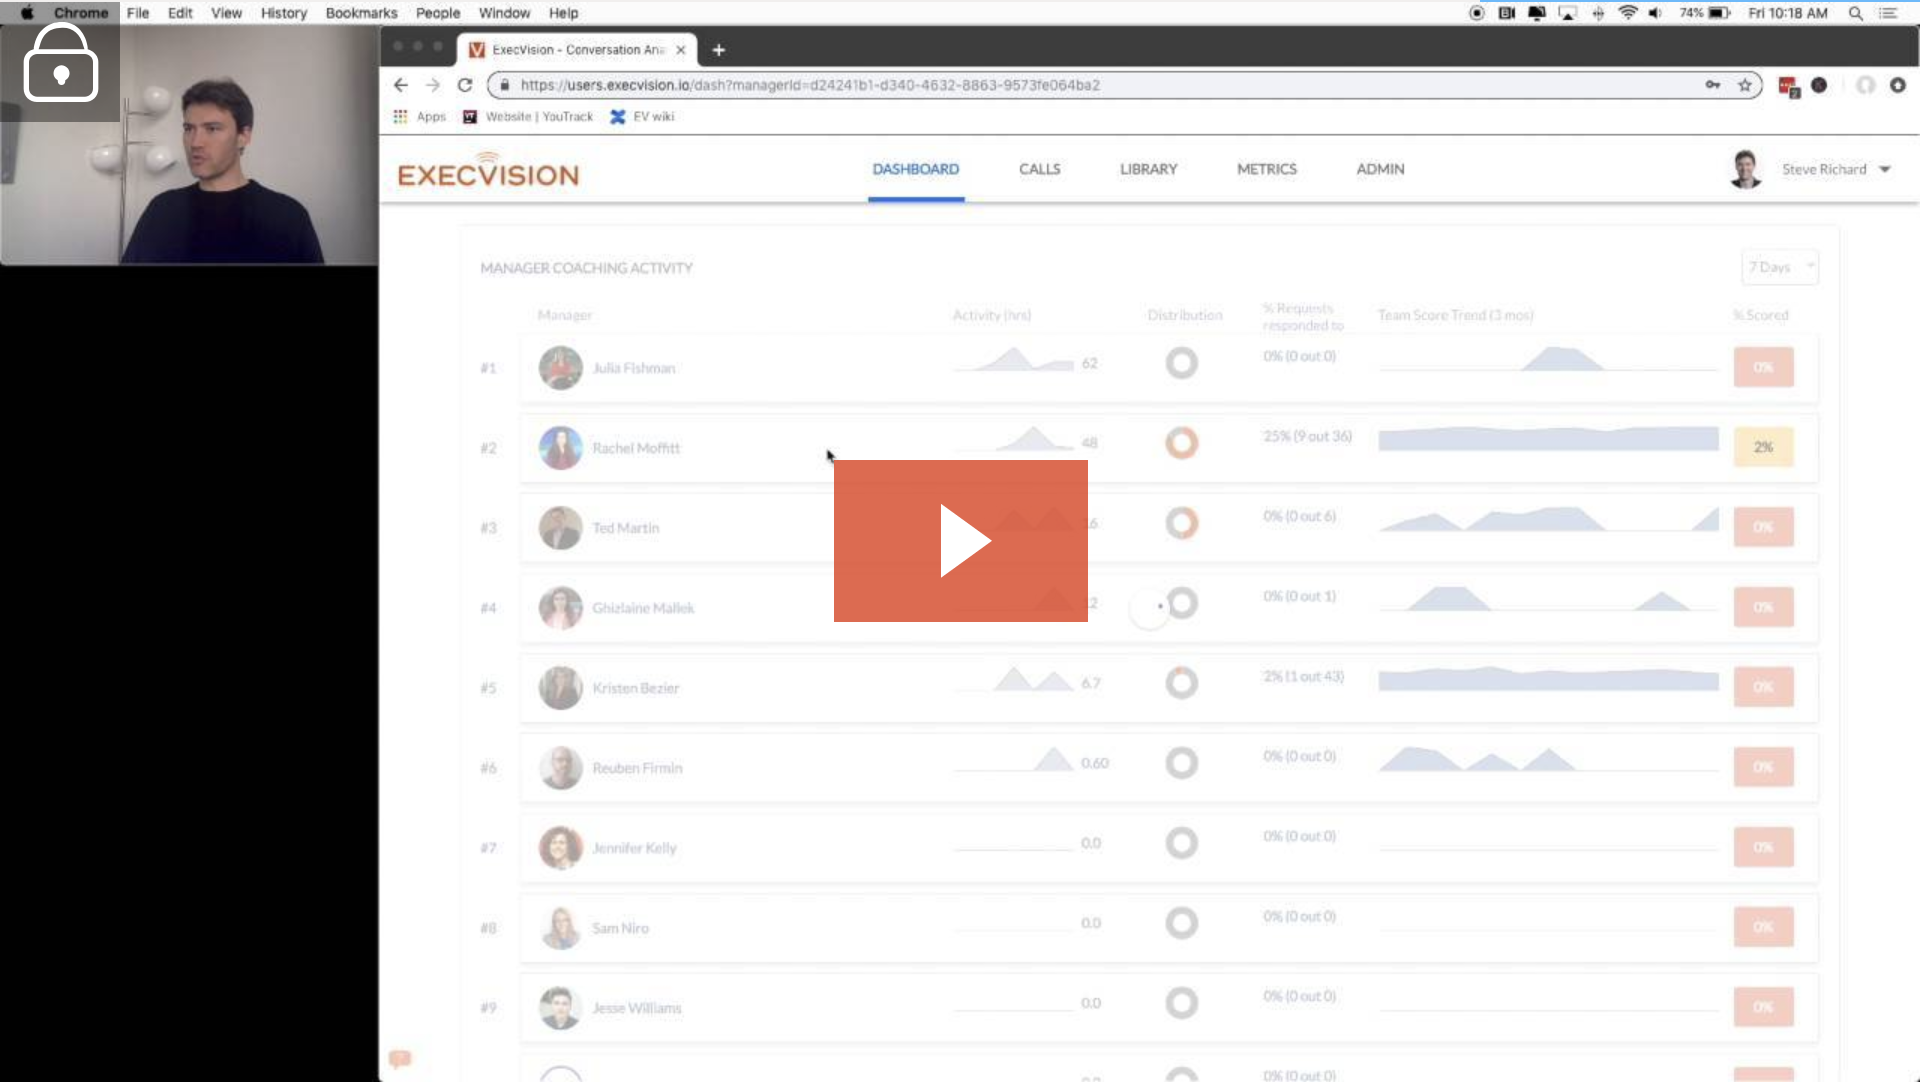 Chrome File Edit View History Bookmarks People Window Help 74% Fri 10:18 AM
ExecVision - Conversation Ana
https://users.execvision.io/dash?managerId=d24241b1-d340-4632-8863-9573fe064ba2
Apps Website | YouTrack EV wiki
EXECVISION DASHBOARD CALLS LIBRARY METRICS ADMIN Steve Richard
MANAGER COACHING ACTIVITY 7 Days
Manager Activity (hrs) Distribution % Requests responded to Team Score Trend (3 mos) % Scored
#1 Julia Fishman 62 0% (0 out 0) 0%
#2 Rachel Moffitt 48 25% (9 out 36) 2%
#3 Ted Martin 0% (0 out 6) 0%
#4 Ghizlaine Mallek 0% (0 out 1) 0%
#5 Kristen Bezier 6.7 2% (1 out 43) 0%
#6 Reuben Firmin 0.60 0% (0 out 0) 0%
#7 Jennifer Kelly 0.0 0% (0 out 0) 0%
#8 Sam Niro 0.0 0% (0 out 0) 0%
#9 Jesse Williams 0.0 0% (0 out 0) 0%
0% (0 out 0)